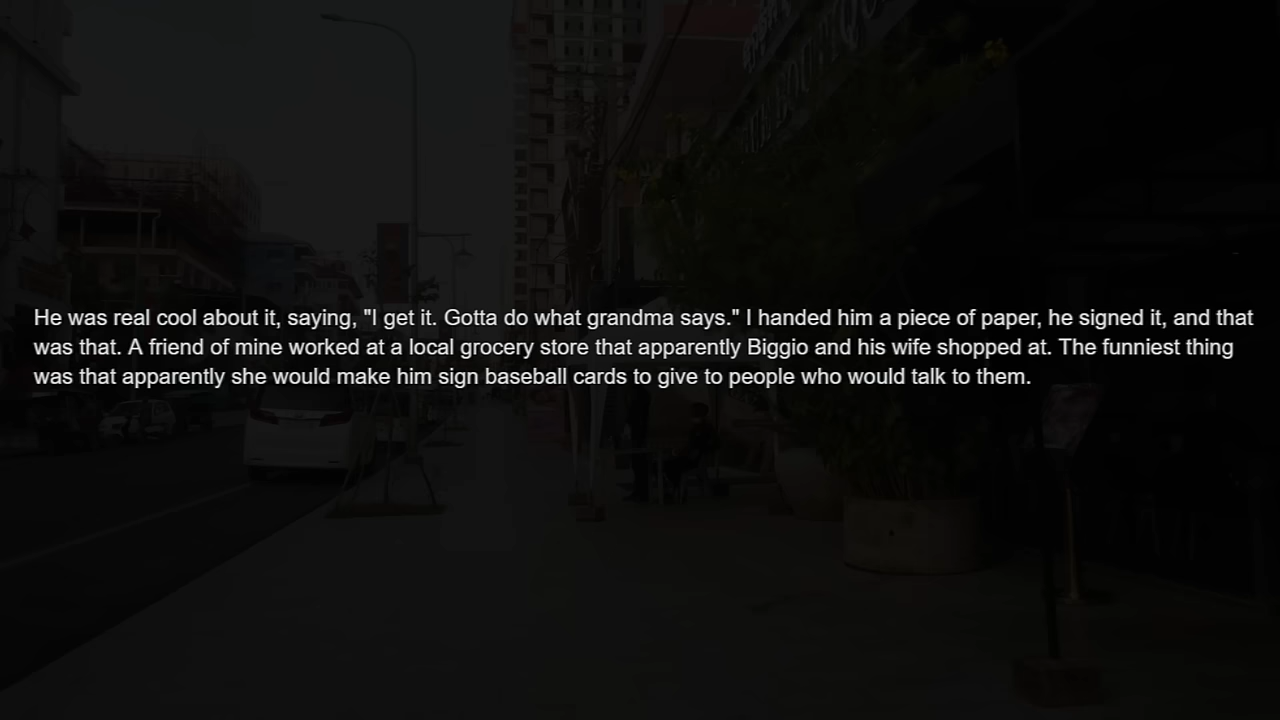 He was real cool about it, saying, "I get it. Gotta do what grandma says." I handed him a piece of paper, he signed it, and that
was that. A friend of mine worked at a local grocery store that apparently Biggio and his wife shopped at. The funniest thing
was that apparently she would make him sign baseball cards to give to people who would talk to them.